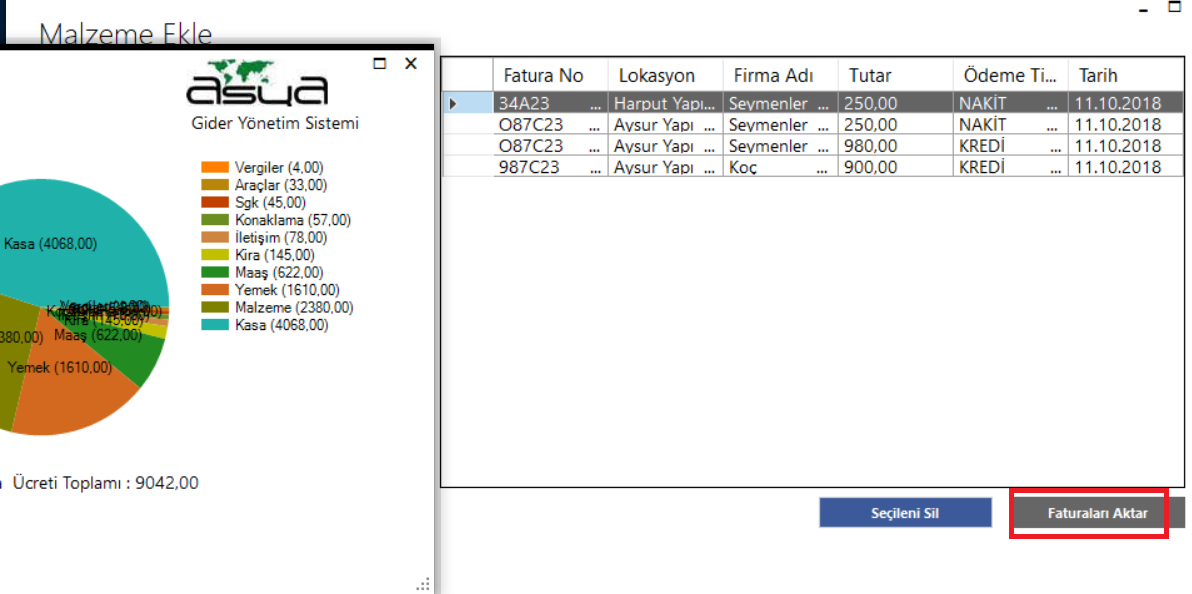 Malzeme Ekle
asya
Gider Yönetim Sistemi
Vergiler (4,00)
Araçlar (33,00)
Sgk (45,00)
Konaklama (57,00)
İletişim (78,00)
Kira (145,00)
Maaş (622,00)
Yemek (1610,00)
Malzeme (2380,00)
Kasa (4068,00)
Kasa (4068,00)
Kira (145,00)
380,00) Maaş (622,00)
Yemek (1610,00)
Ücreti Toplamı : 9042,00
Fatura No Lokasyon Firma Adı Tutar Ödeme Ti... Tarih
34A23 ... Harput Yapı... Seymenler ... 250,00 NAKİT ... 11.10.2018
O87C23 ... Aysur Yapı ... Seymenler ... 250,00 NAKİT ... 11.10.2018
O87C23 ... Aysur Yapı ... Seymenler ... 980,00 KREDİ ... 11.10.2018
987C23 ... Aysur Yapı ... Koç ... 900,00 KREDİ ... 11.10.2018
Seçileni Sil
Faturaları Aktar